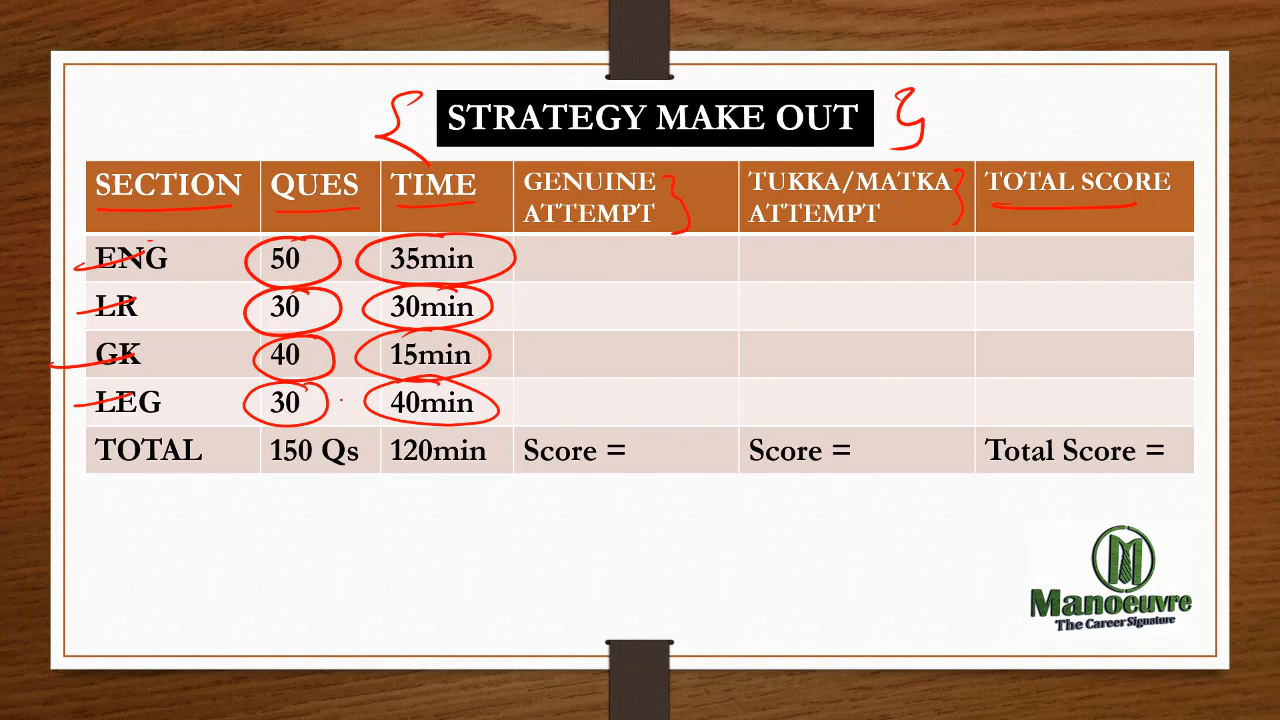 STRATEGY MAKE OUT
SECTION QUES TIME GENUINE ATTEMPT TUKKA/MATKA ATTEMPT TOTAL SCORE
ENG 50 35min
LR 30 30min
GK 40 15min
LEG 30 40min
TOTAL 150 Qs 120min Score = Score = Total Score =
Manoeuvre
The Career Signature